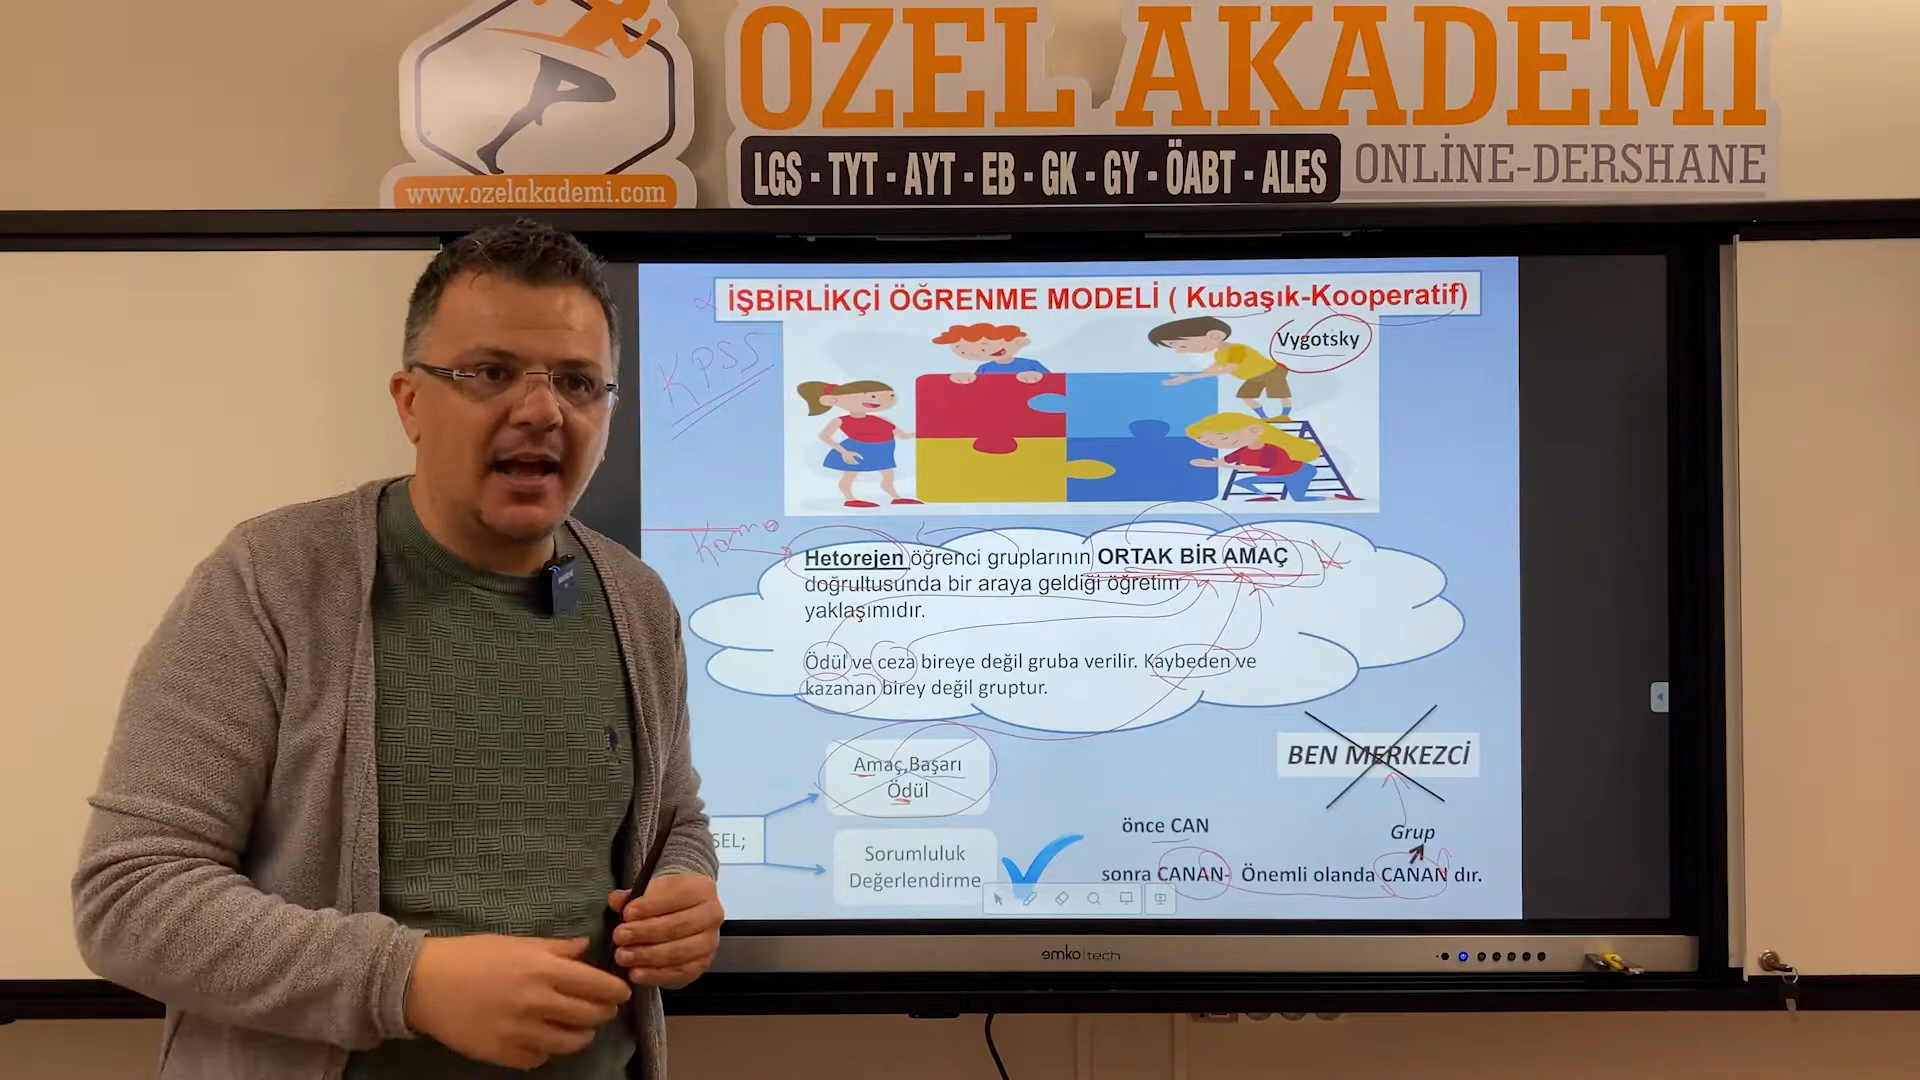 OZEL AKADEMİ
LGS - TYT - AYT - EB - GK - GY - ÖABT - ALES
ONLİNE-DERSHANE
www.ozelakademi.com
İŞBİRLİKÇİ ÖĞRENME MODELİ ( Kubaşık-Kooperatif)
KPSS
Vygotsky
Hetorejen öğrenci gruplarının ORTAK BİR AMAÇ
doğrultusunda bir araya geldiği öğretim
yaklaşımıdır.
Ödül ve ceza bireye değil gruba verilir. Kaybeden ve
kazanan birey değil gruptur.
Amaç,Başarı
Ödül
BEN MERKEZCİ
SEL;
Sorumluluk
Değerlendirme
önce CAN
Grup
sonra CANAN- Önemli olanda CANAN dır.
emko|tech